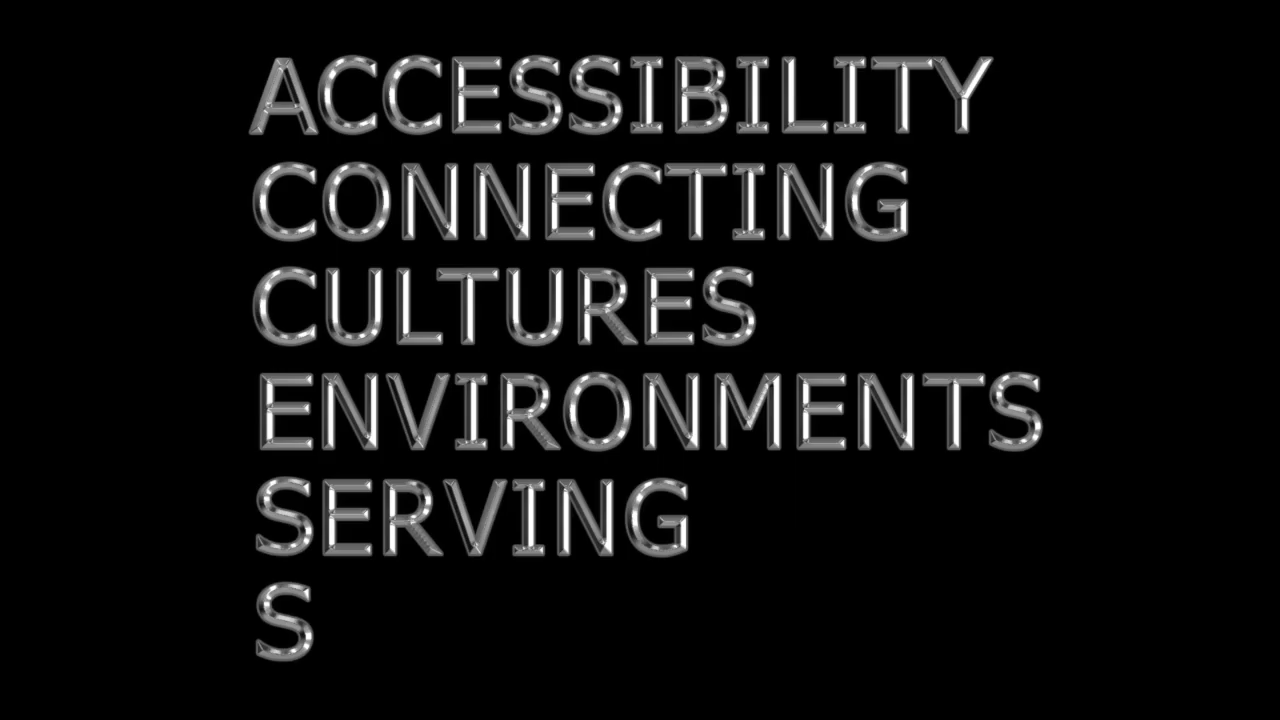 ACCESSIBILITY
CONNECTING
CULTURES
ENVIRONMENTS
SERVING
S